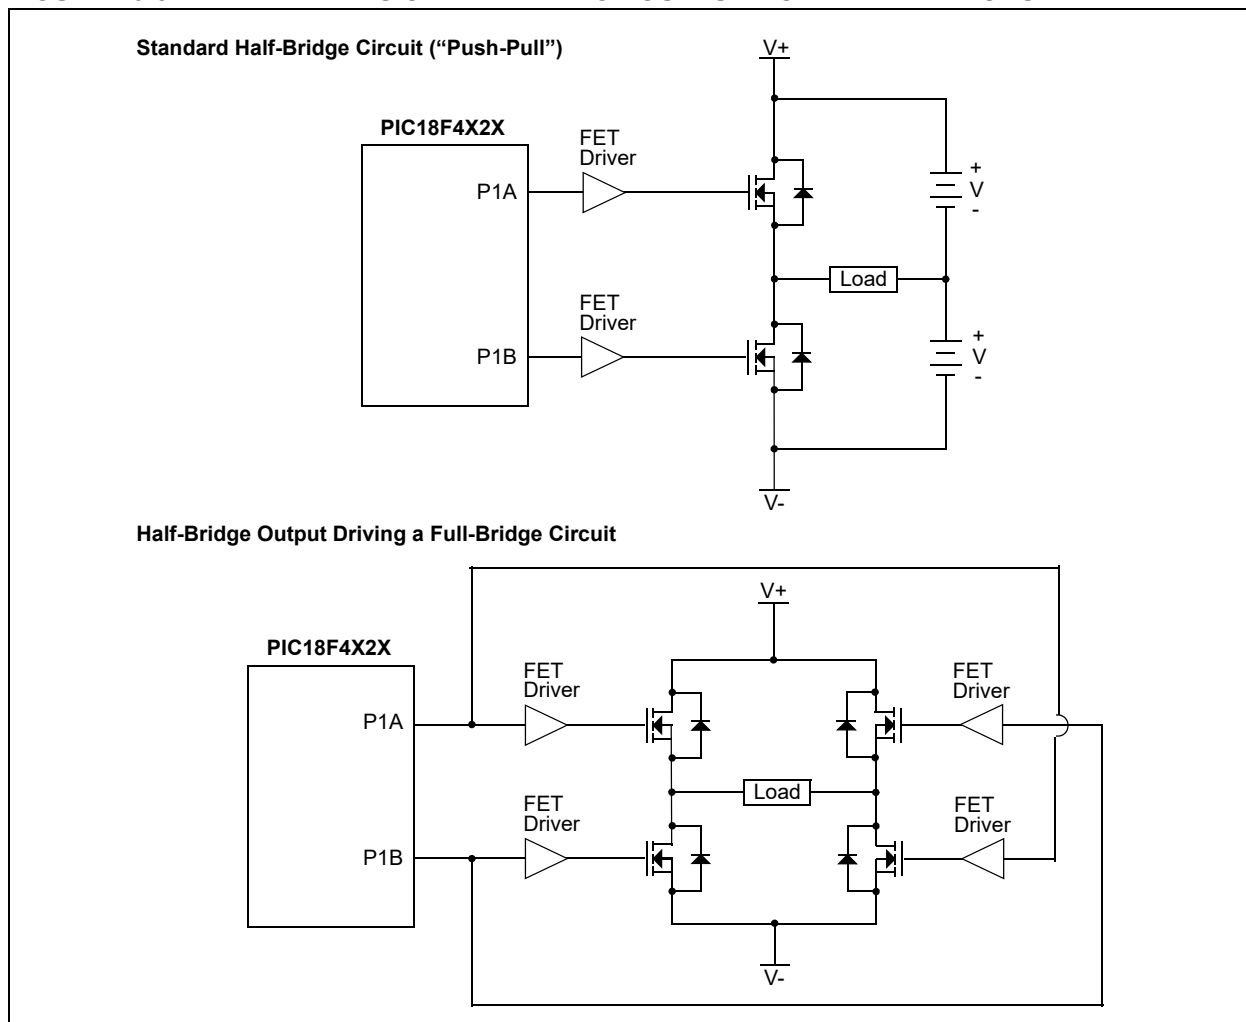 Standard Half-Bridge Circuit (“Push-Pull”)
V+
PIC18F4X2X
FET
Driver
P1A
+
V
-
Load
FET
Driver
P1B
+
V
-
V-
Half-Bridge Output Driving a Full-Bridge Circuit
V+
PIC18F4X2X
FET
Driver
FET
Driver
P1A
Load
FET
Driver
FET
Driver
P1B
V-